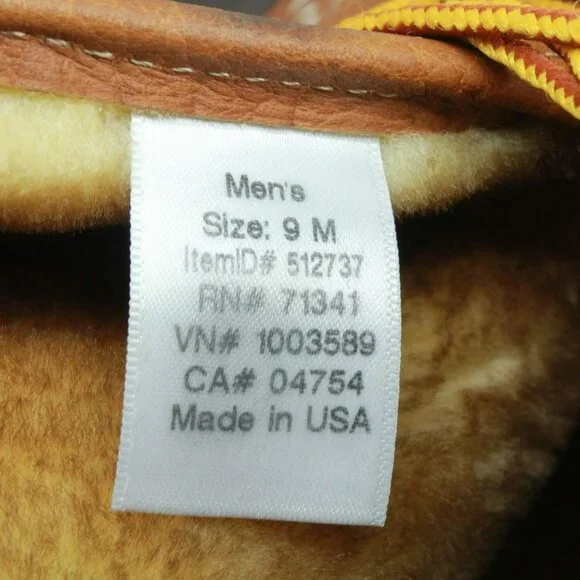 Men's
Size: 9 M
ItemID# 512737
RN# 71341
VN# 1003589
CA# 04754
Made in USA